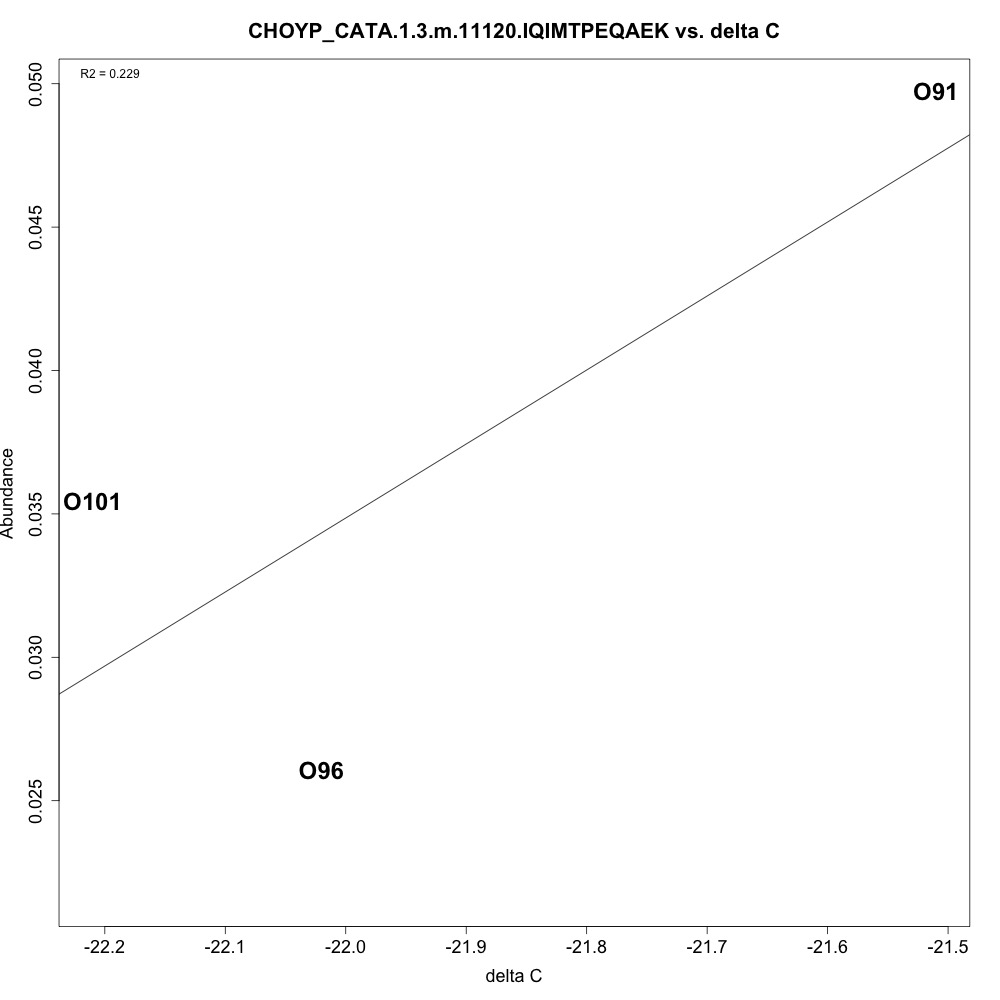 CHOYP_CATA.1.3.m.11120.IQIMTPEQAEK vs. delta C
R2 = 0.229
O91
O101
O96
Abundance
0.050
0.045
0.040
0.035
0.030
0.025
-22.2 -22.1 -22.0 -21.9 -21.8 -21.7 -21.6 -21.5
delta C